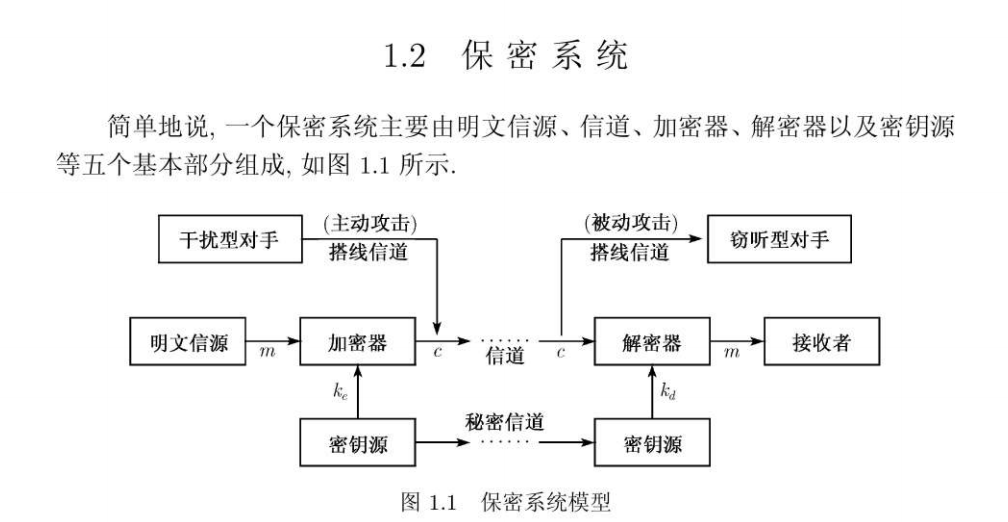 1.2 保密系统
简单地说, 一个保密系统主要由明文信源、信道、加密器、解密器以及密钥源
等五个基本部分组成, 如图 1.1 所示.
干扰型对手
(主动攻击)
搭线信道
(被动攻击)
搭线信道
窃听型对手
明文信源
m
加密器
c
······
信道
c
解密器
m
接收者
k_e
k_d
密钥源
秘密信道
······
密钥源
图 1.1 保密系统模型